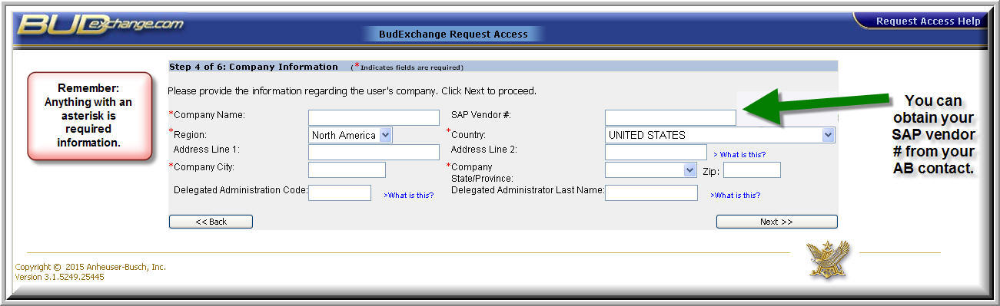 BUDexchange.com
Request Access Help
BudExchange Request Access
Step 4 of 6: Company Information (*Indicates fields are required)
Please provide the information regarding the user's company. Click Next to proceed.
*Company Name:
SAP Vendor #:
*Region:
North America
*Country:
UNITED STATES
Address Line 1:
Address Line 2:
> What is this?
*Company City:
*Company
State/Province:
Zip:
Delegated Administration Code:
>What is this?
Delegated Administrator Last Name:
>What is this?
<< Back
Next >>
Remember:
Anything with an
asterisk is
required
information.
You can
obtain your
SAP vendor
# from your
AB contact.
Copyright © 2015 Anheuser-Busch, Inc.
Version 3.1.5249.25445